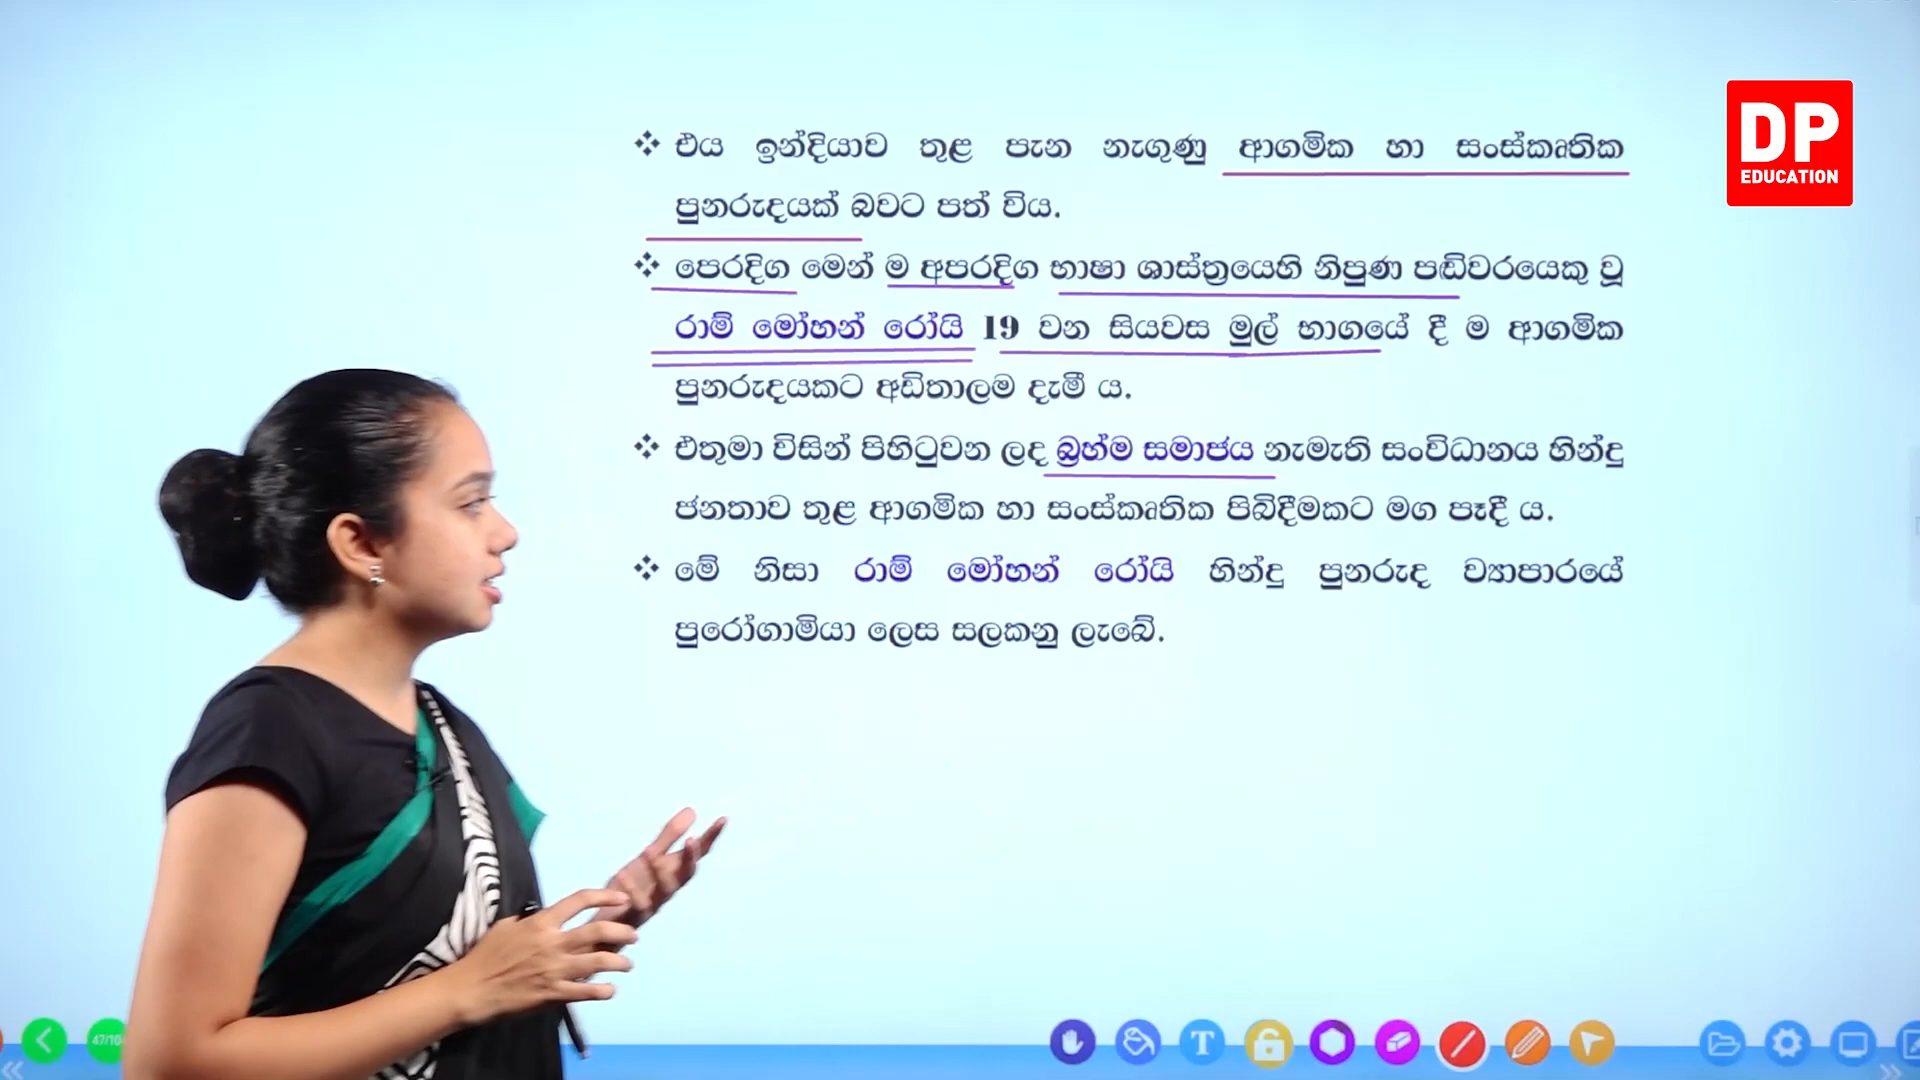 DP
EDUCATION
❖ එය ඉන්දියාව තුළ පැන නැගුණු ආගමික හා සංස්කෘතික
පුනරුදයක් බවට පත් විය.
❖ පෙරදිග මෙන් ම අපරදිග භාෂා ශාස්ත්‍රයෙහි නිපුණ පඬිවරයෙකු වූ
රාම් මෝහන් රෝයි 19 වන සියවස මුල් භාගයේ දී ම ආගමික
පුනරුදයකට අඩිතාලම දැමී ය.
❖ එතුමා විසින් පිහිටුවන ලද බ්‍රහ්ම සමාජය නැමැති සංවිධානය හින්දු
ජනතාව තුළ ආගමික හා සංස්කෘතික පිබිදීමකට මග පෑදී ය.
❖ මේ නිසා රාම් මෝහන් රෝයි හින්දු පුනරුද ව්‍යාපාරයේ
පුරෝගාමියා ලෙස සලකනු ලැබේ.
T